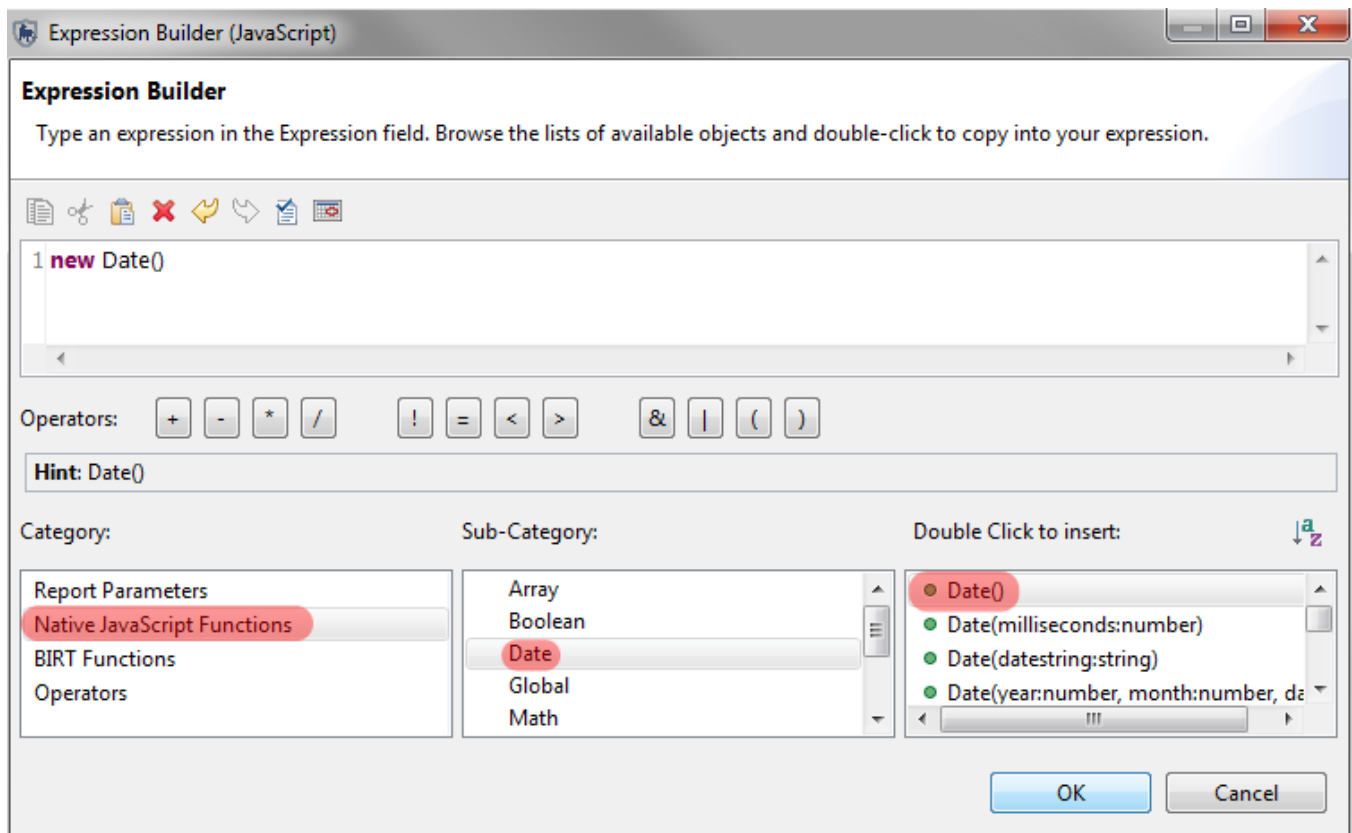 Expression Builder (JavaScript)
Expression Builder
Type an expression in the Expression field. Browse the lists of available objects and double-click to copy into your expression.
1 new Date()
Operators: + - * / ! = < > & | ( )
Hint: Date()
Category: Sub-Category: Double Click to insert:
Report Parameters
Native JavaScript Functions
BIRT Functions
Operators
Array
Boolean
Date
Global
Math
Date()
Date(milliseconds:number)
Date(datestring:string)
Date(year:number, month:number, da
OK Cancel